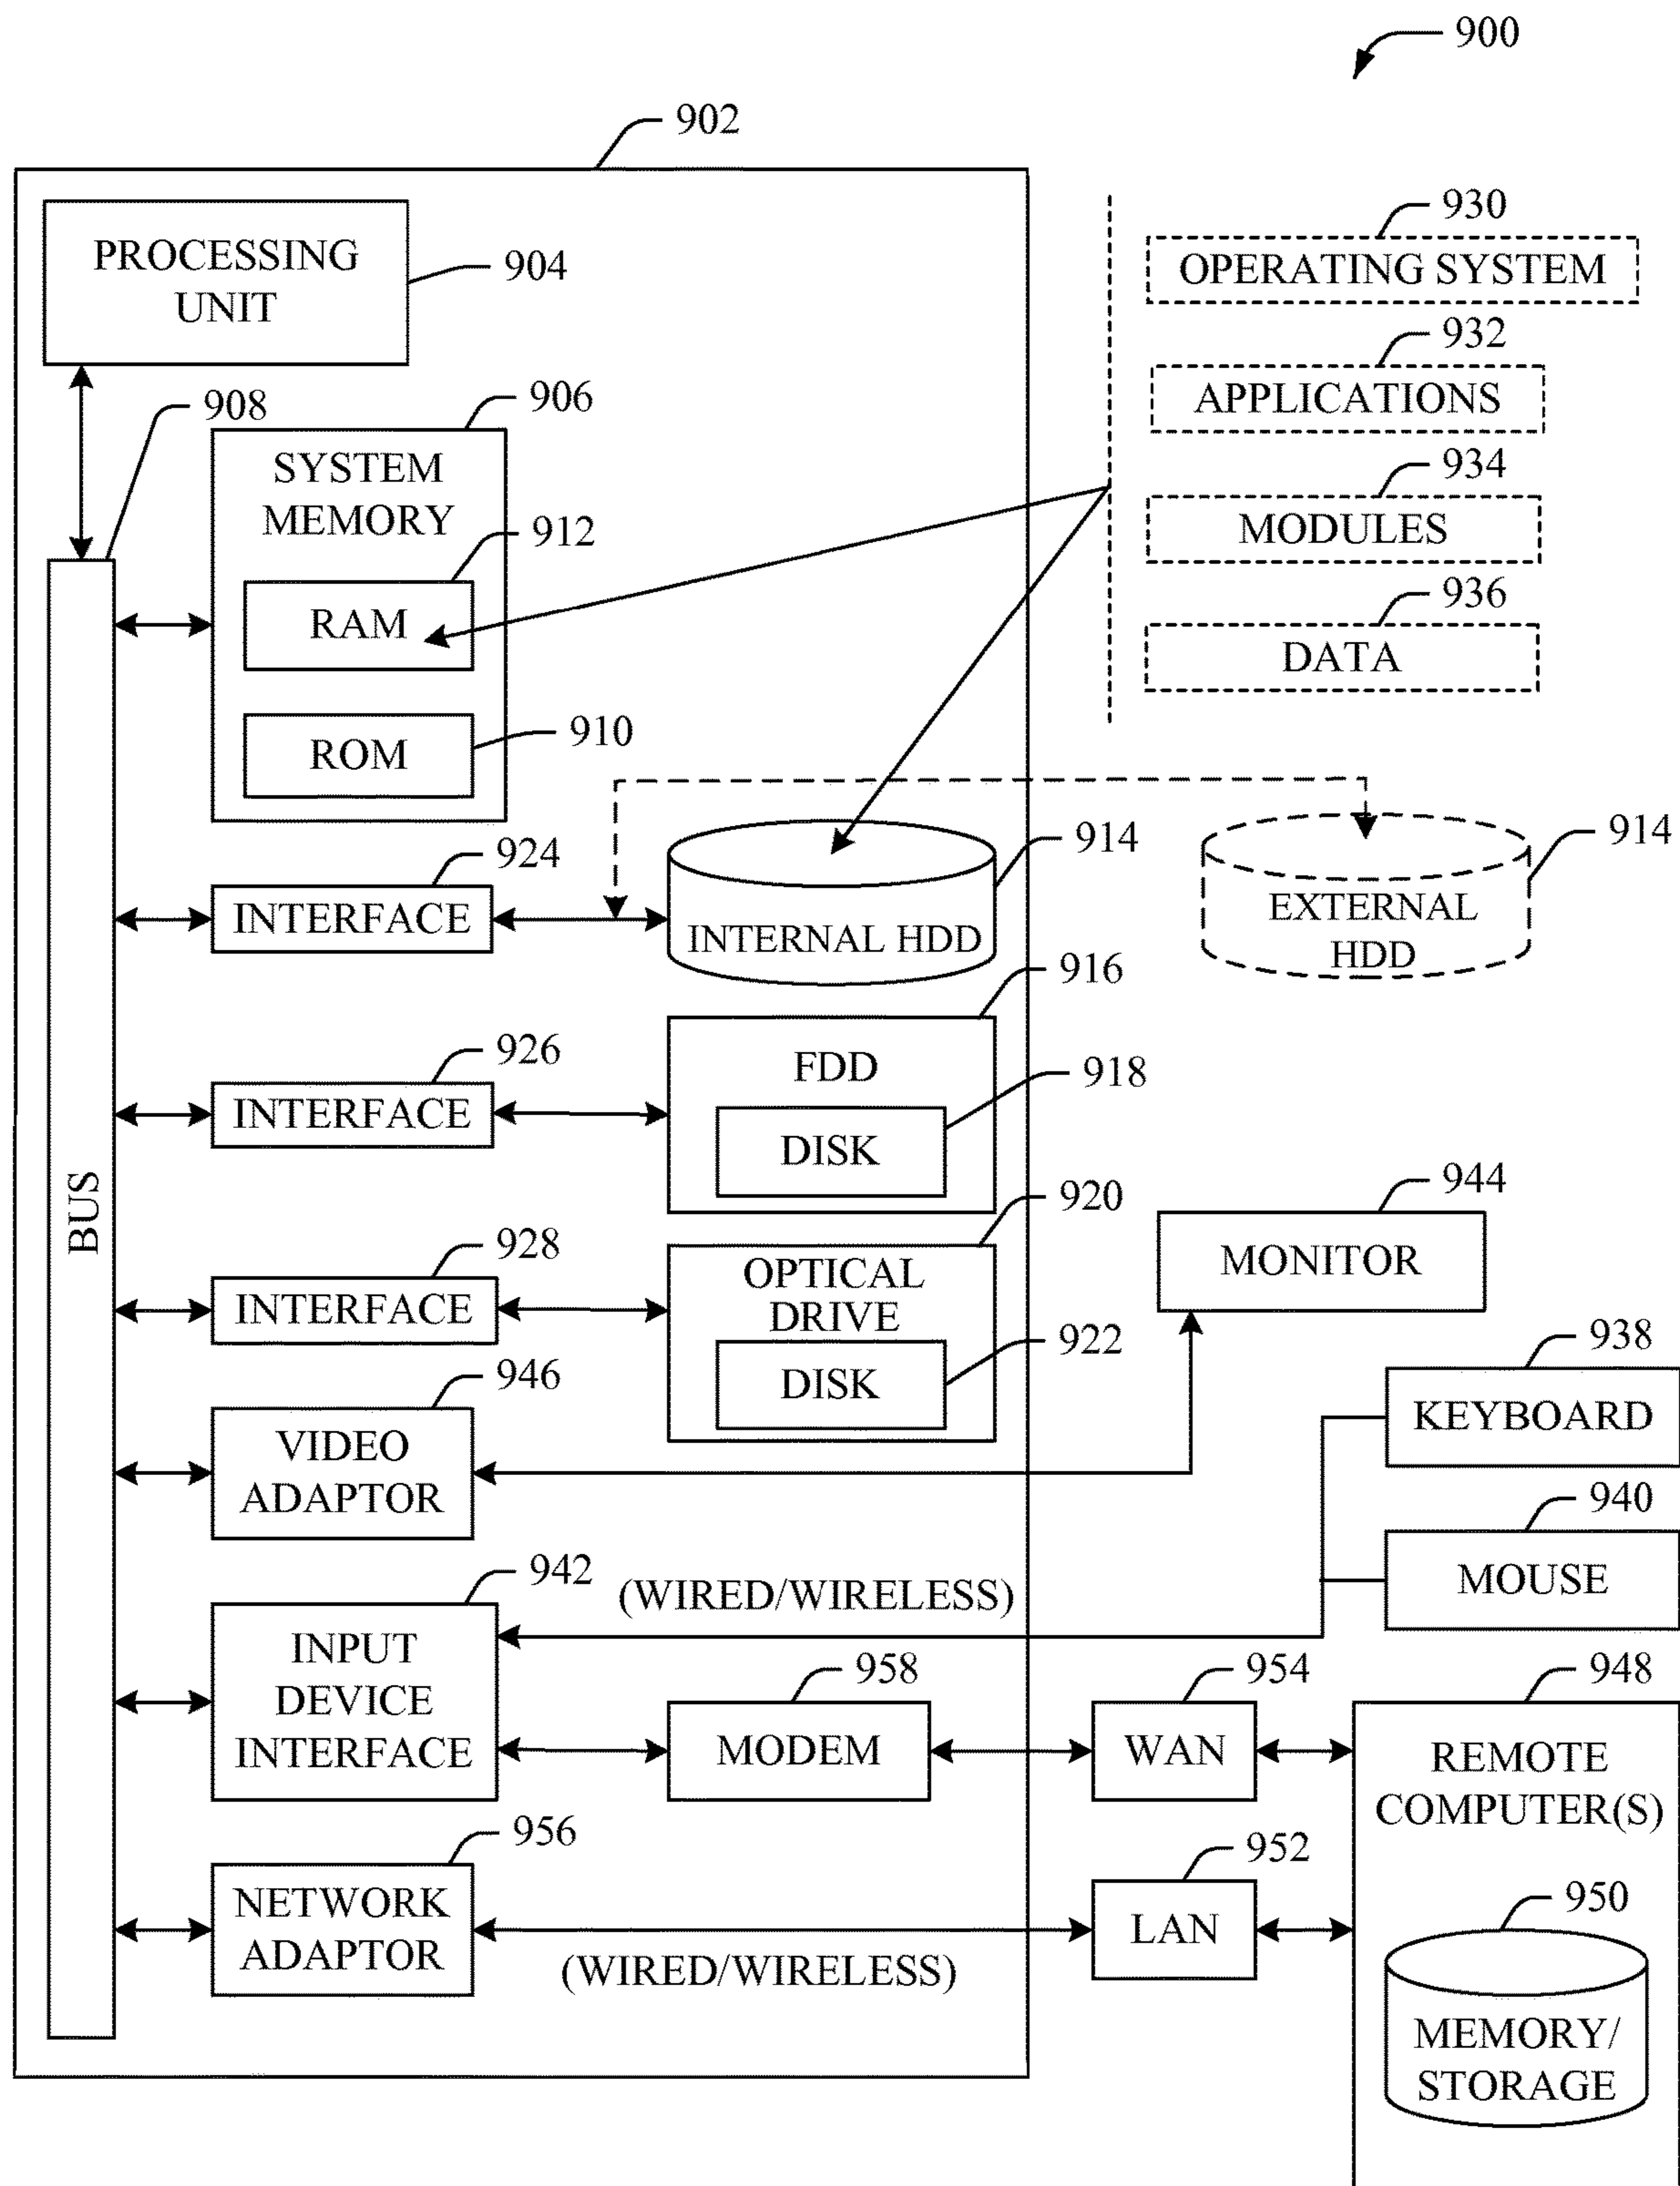 900
902
PROCESSING
UNIT
904
930
OPERATING SYSTEM
932
APPLICATIONS
934
MODULES
936
DATA
908
906
SYSTEM
MEMORY
912
RAM
910
ROM
BUS
924
INTERFACE
914
INTERNAL HDD
914
EXTERNAL
HDD
926
INTERFACE
916
FDD
918
DISK
928
INTERFACE
920
OPTICAL
DRIVE
922
DISK
944
MONITOR
946
VIDEO
ADAPTOR
938
KEYBOARD
940
MOUSE
942
INPUT
DEVICE
INTERFACE
(WIRED/WIRELESS)
958
MODEM
954
WAN
948
REMOTE
COMPUTER(S)
956
NETWORK
ADAPTOR
(WIRED/WIRELESS)
952
LAN
950
MEMORY/
STORAGE